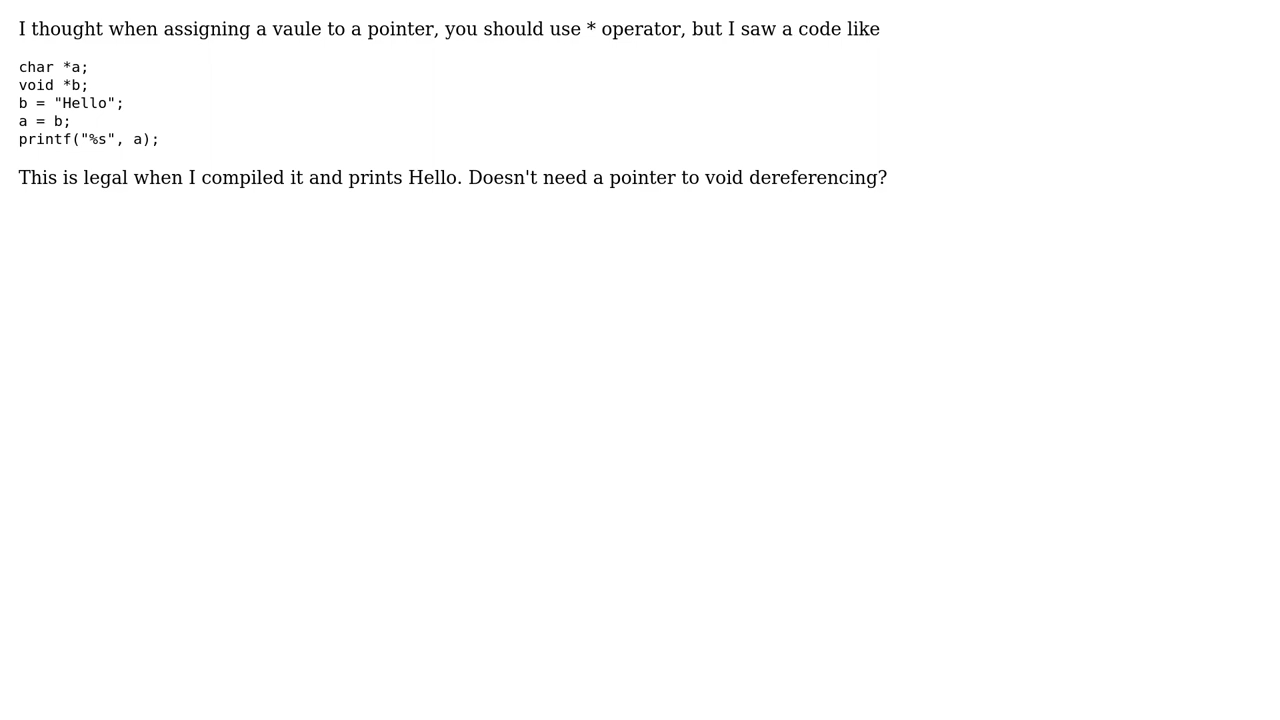 I thought when assigning a vaule to a pointer, you should use * operator, but I saw a code like
char *a;
void *b;
b = "Hello";
a = b;
printf("%s", a);
This is legal when I compiled it and prints Hello. Doesn't need a pointer to void dereferencing?